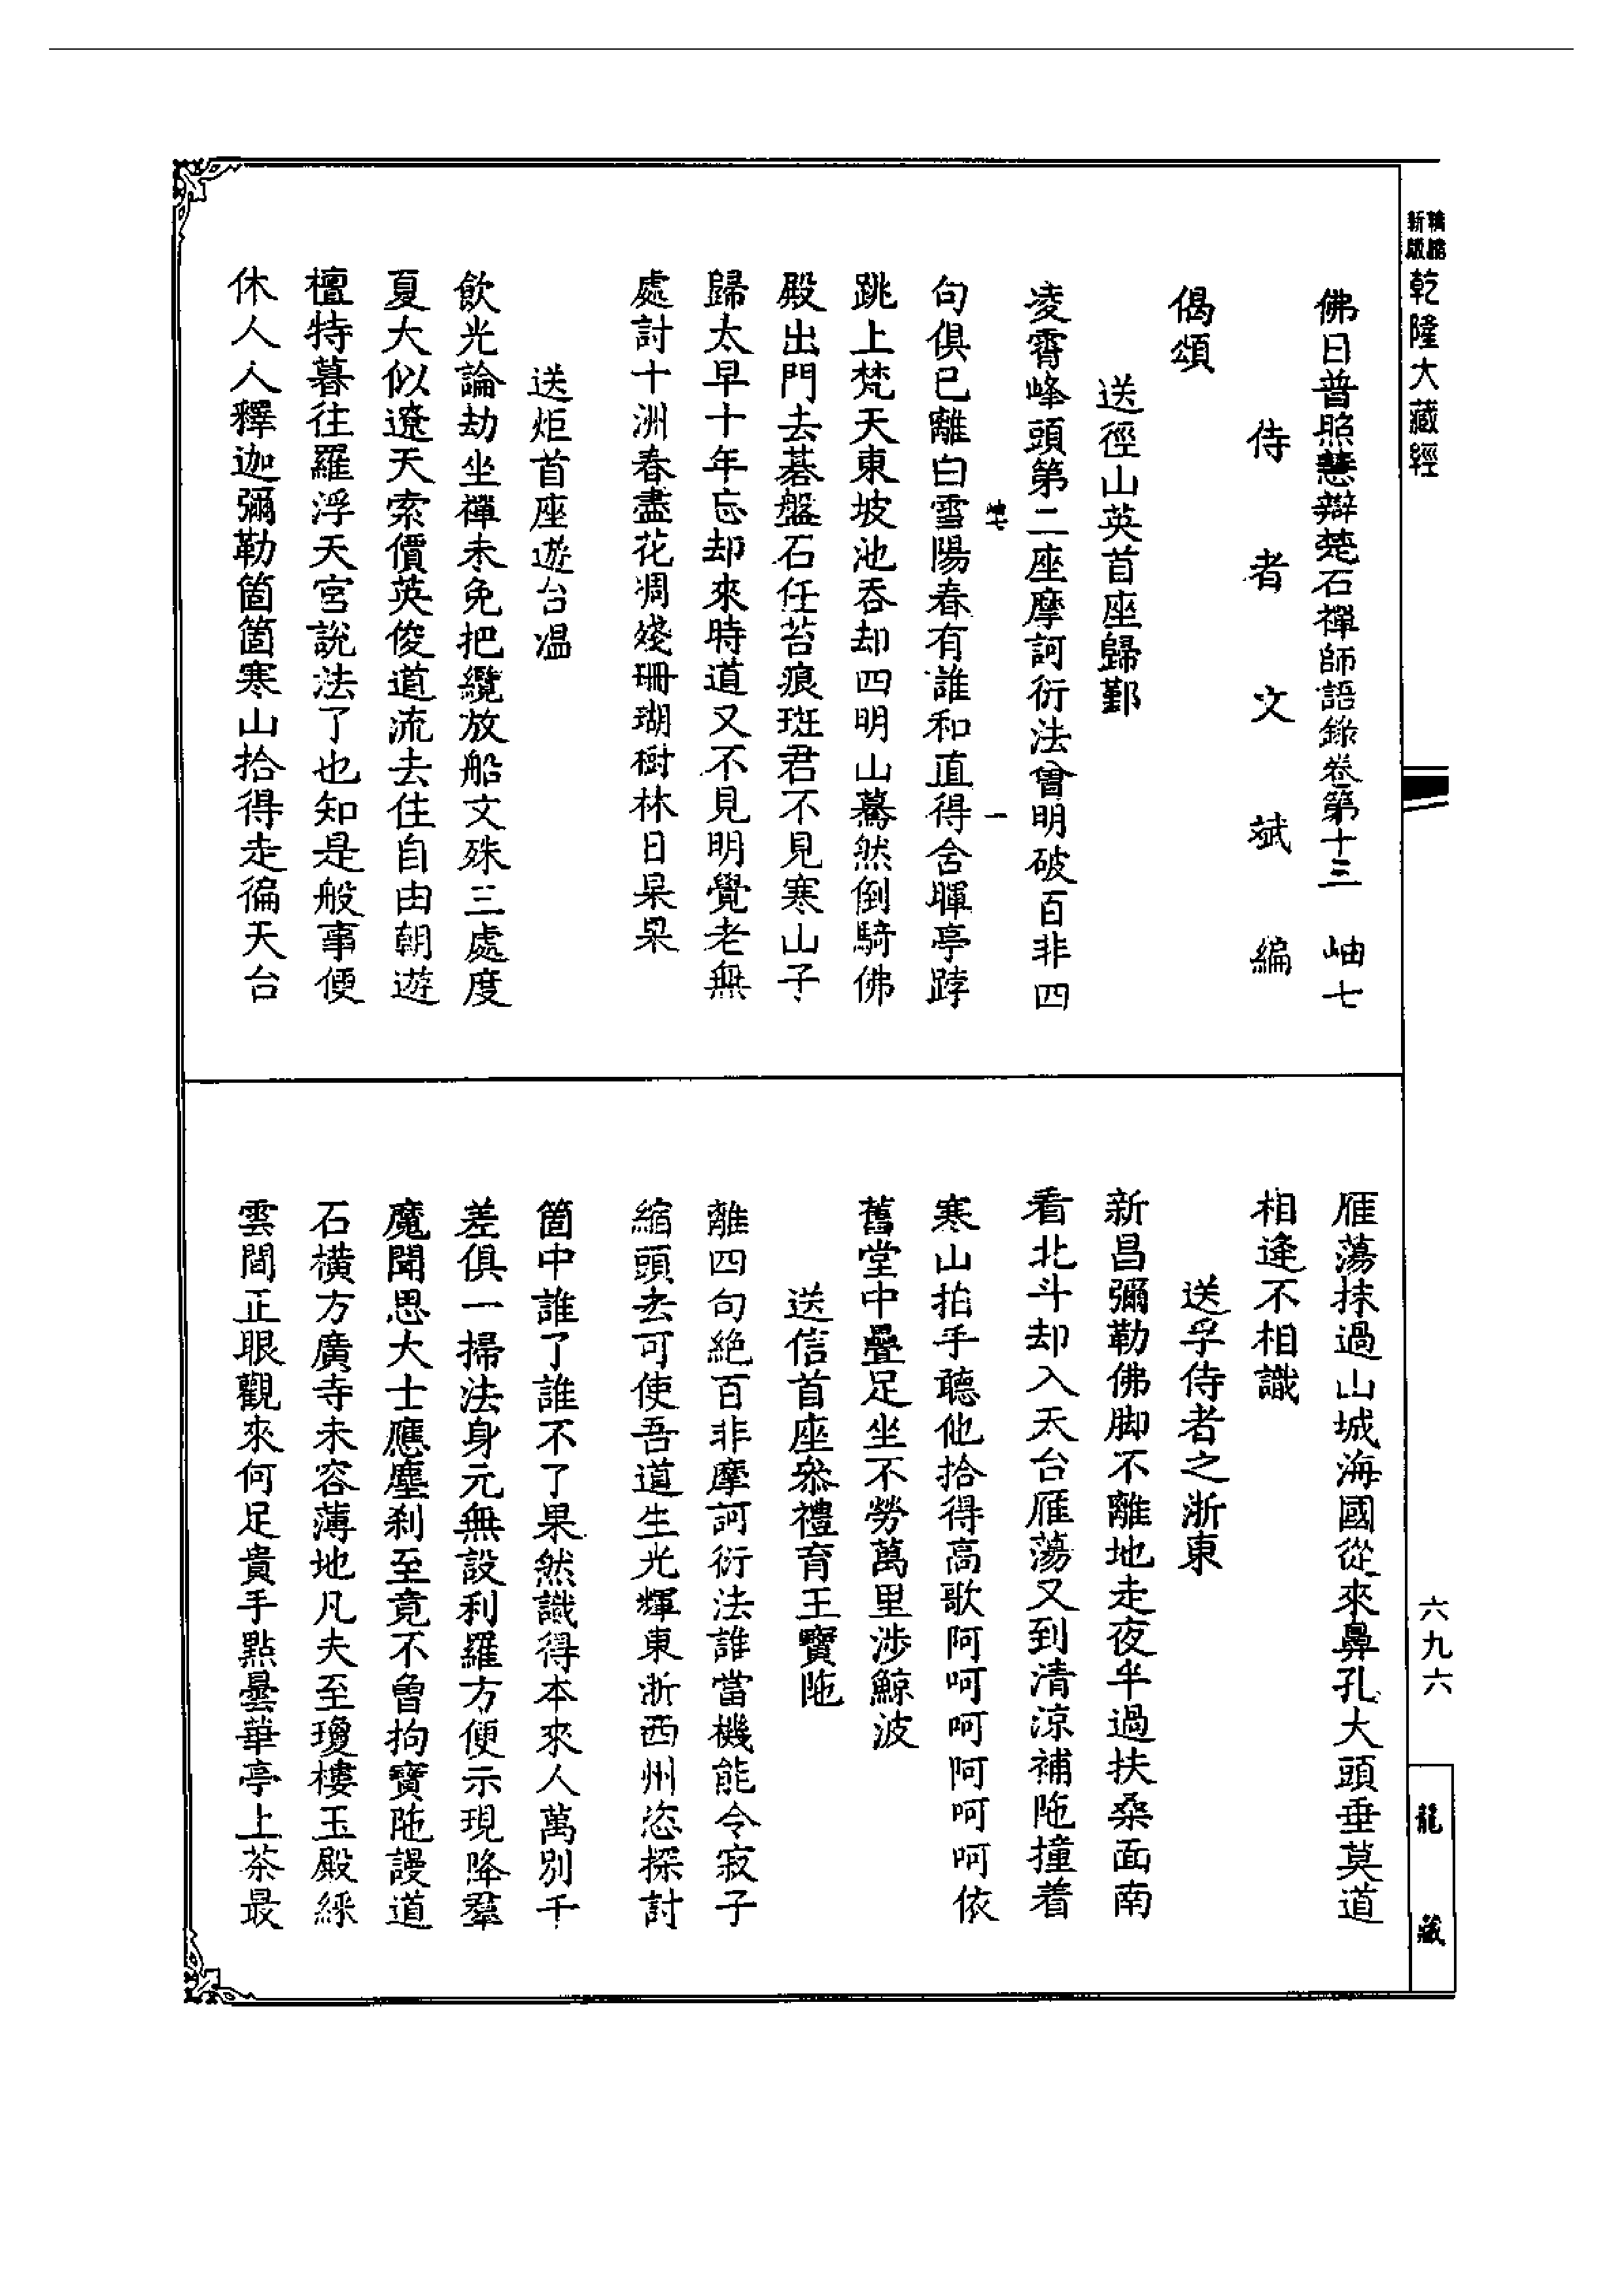 乾隆大藏經
佛日普照慧辯楚石禪師語錄卷第十三 岫七
侍者文斌編
偈頌
送徑山英首座歸鄞
凌霄峰頭第二座摩訶衍法曾明破百非四
岫七 一
句俱已離白雪陽春有誰和直得含暉亭𨁝
跳上梵天東坡池吞却四明山驀然倒騎佛
殿出門去碁盤石任苔痕斑君不見寒山子
歸太早十年忘却來時道又不見明覺老無
處討十洲春盡花凋殘珊瑚樹林日杲杲
送炬首座遊台溫
飲光論劫坐禪未免把纜放船文殊三處度
夏大似遼天索價英俊道流去住自由朝遊
檀特暮往羅浮天宮說法了也知是般事便
休人人釋迦彌勒箇箇寒山拾得走徧天台
雁蕩抹過山城海國從來鼻孔大頭垂莫道
相逢不相識
送孚侍者之浙東
新昌彌勒佛脚不離地走夜半過扶桑面南
看北斗却入天台雁蕩又到清涼補陁撞着
寒山拍手聽他拾得高歌阿呵呵阿呵呵依
舊堂中疊足坐不勞萬里涉鯨波
送信首座叅禮育王寶陁
離四句絕百非摩訶衍法誰當機能令寂子
縮頭去可使吾道生光輝東浙西州恣探討
箇中誰了誰不了果然識得本來人萬別千
差俱一掃法身元無設利羅方便示現降羣
魔聞思大士應塵刹至竟不曾拘寶陁謾道
石橫方廣寺未容薄地凡夫至瓊樓玉殿綵
雲間正眼觀來何足貴手點曇華亭上茶最
六九六
龍藏